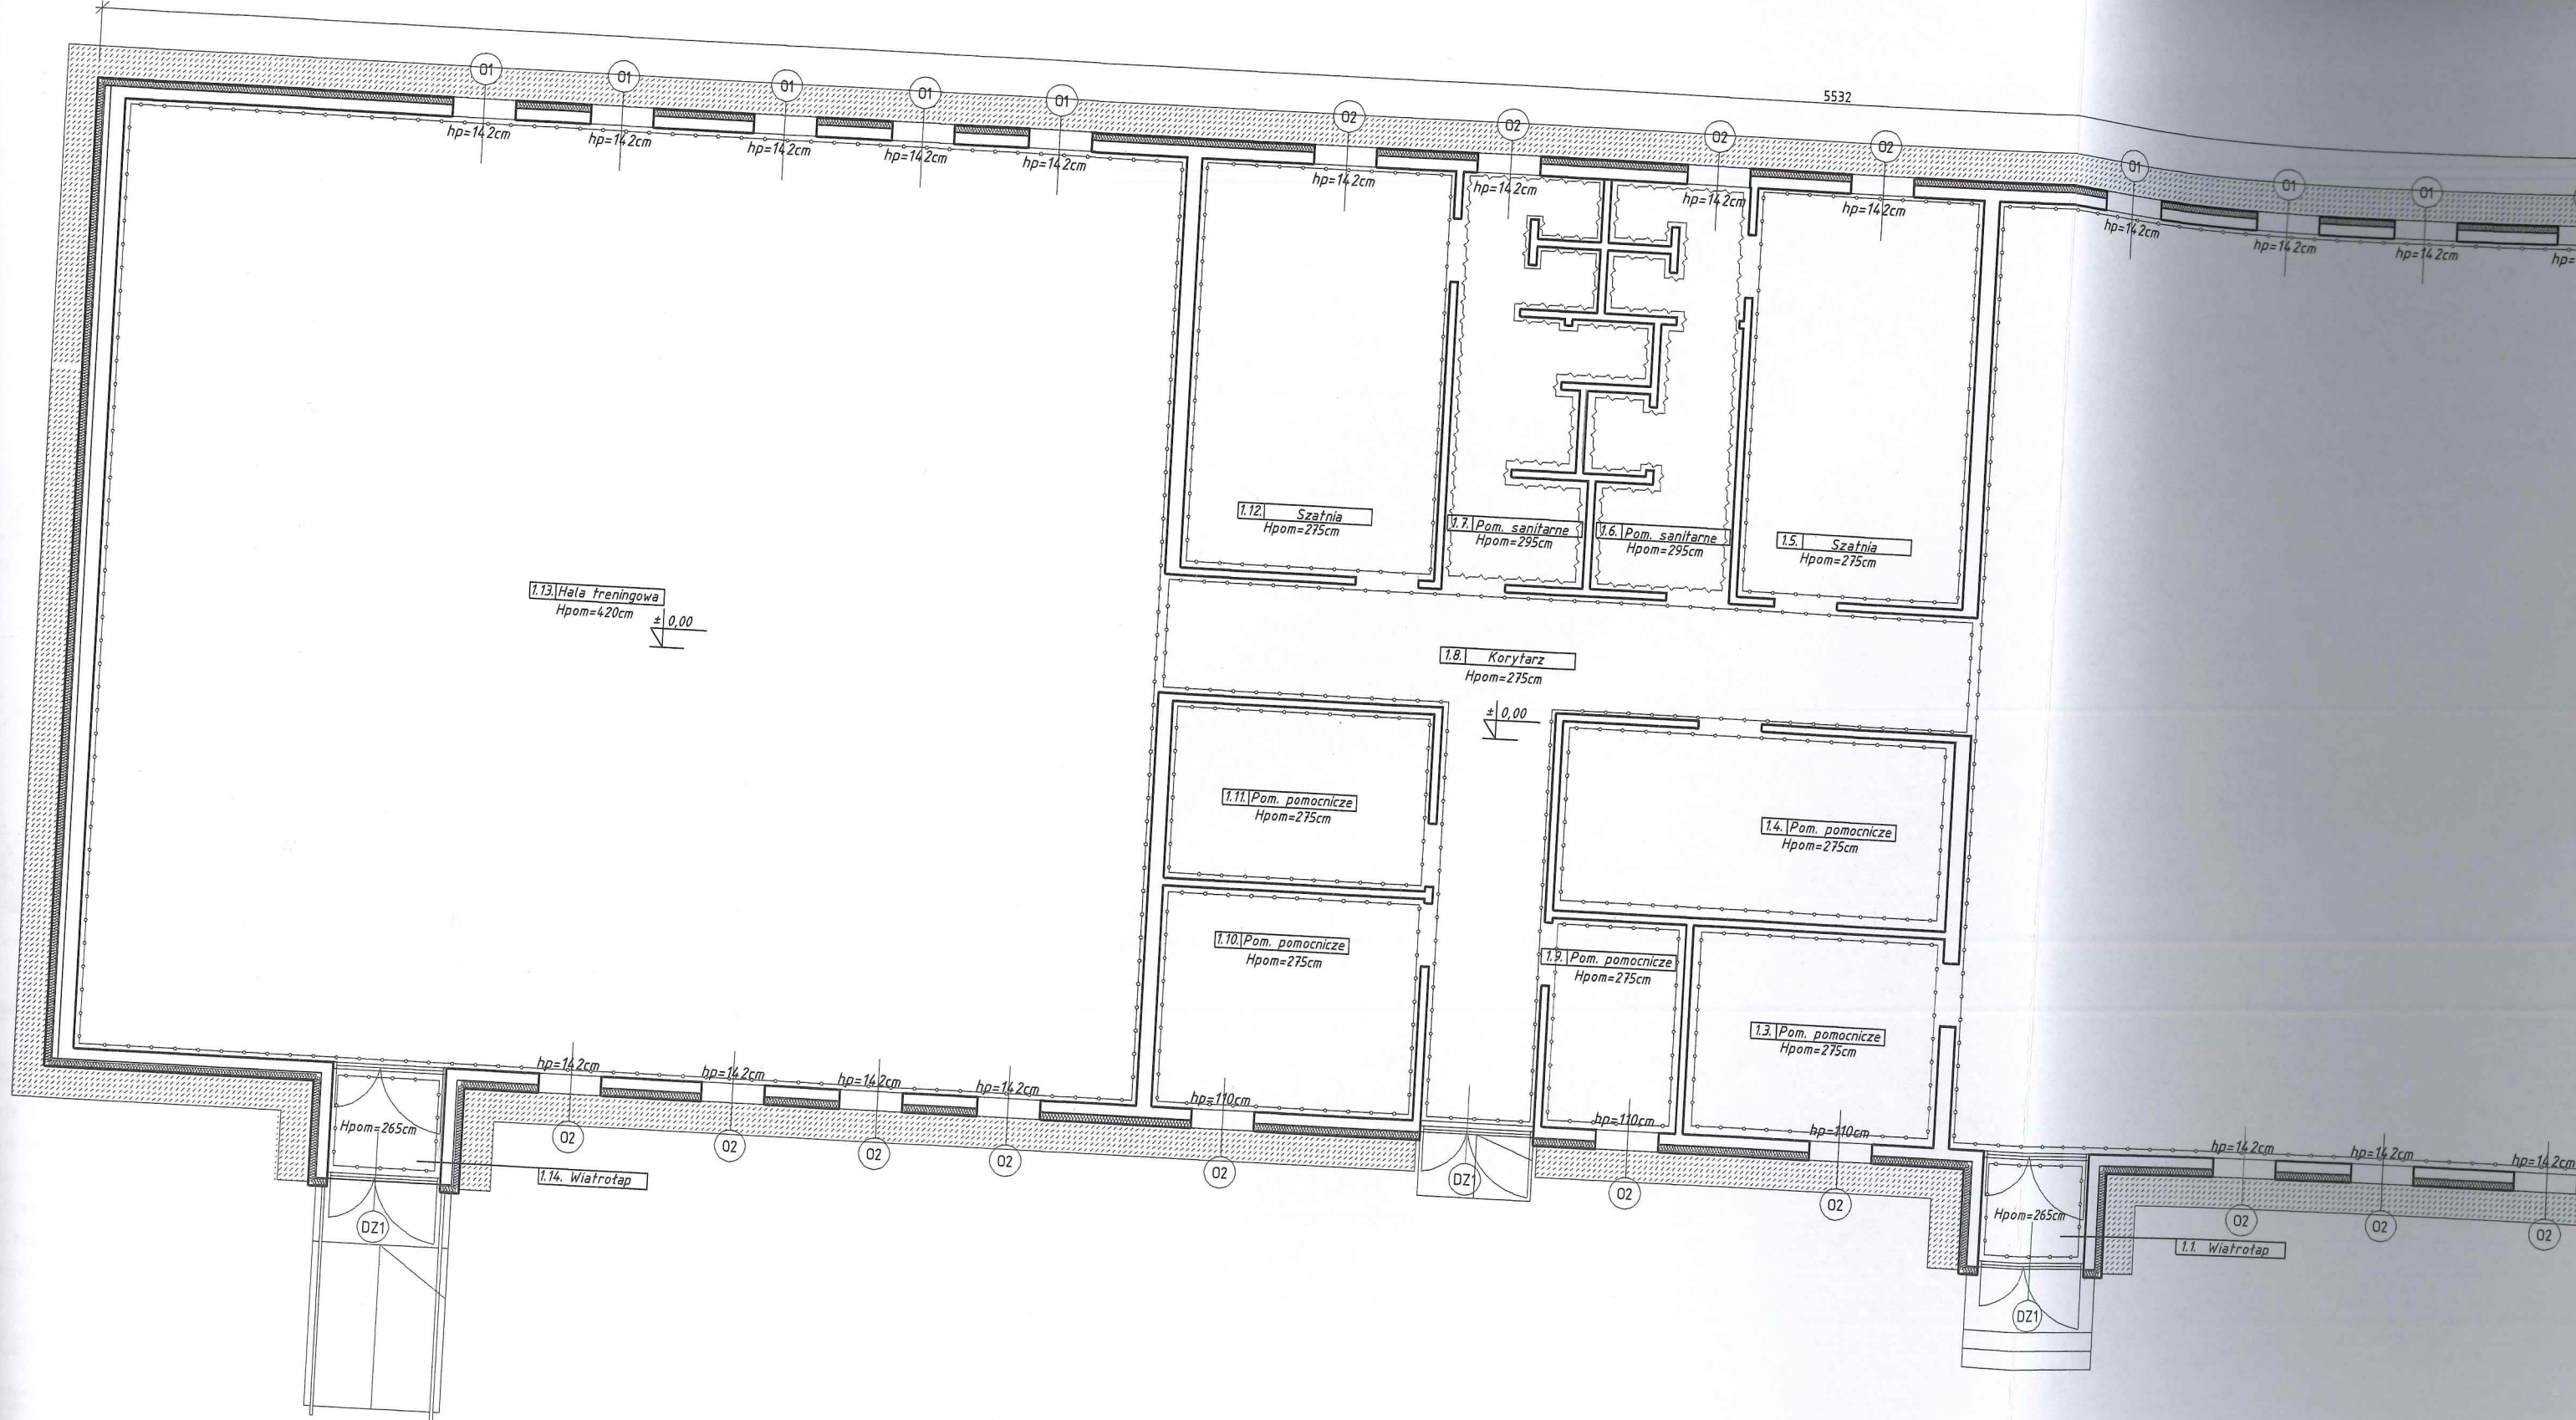 5532
01
01
01
01
01
02
02
02
02
01
01
01
hp=142cm
hp=142cm
hp=142cm
hp=142cm
hp=142cm
hp=142cm
hp=142cm
hp=142cm
hp=142cm
hp=142cm
hp=142cm
hp=142cm
hp=
1.12. Szatnia
Hpom=275cm
1.7. Pom. sanitarne
Hpom=295cm
1.6. Pom. sanitarne
Hpom=295cm
1.5. Szatnia
Hpom=275cm
1.13. Hala treningowa
Hpom=420cm
± 0,00
1.8. Korytarz
Hpom=275cm
± 0,00
1.11. Pom. pomocnicze
Hpom=275cm
1.4. Pom. pomocnicze
Hpom=275cm
1.10. Pom. pomocnicze
Hpom=275cm
1.9. Pom. pomocnicze
Hpom=275cm
1.3. Pom. pomocnicze
Hpom=275cm
hp=142cm
hp=142cm
hp=142cm
hp=142cm
hp=110cm
hp=110cm
hp=110cm
hp=142cm
hp=142cm
hp=142cm
Hpom=265cm
02
02
02
02
02
DZ1
02
02
Hpom=265cm
02
02
02
1.14. Wiatrołap
DZ1
1.1. Wiatrołap
DZ1